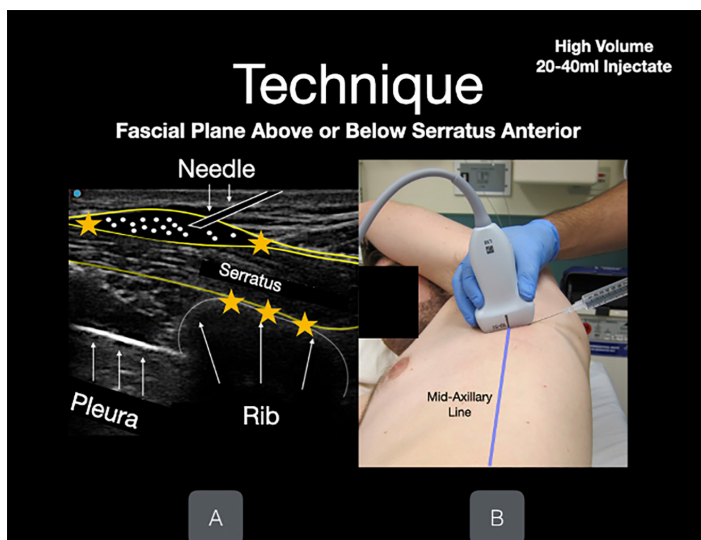 High Volume
20-40ml Injectate
Technique
Fascial Plane Above or Below Serratus Anterior
Needle
Serratus
Pleura
Rib
Mid-Axillary
Line
A
B